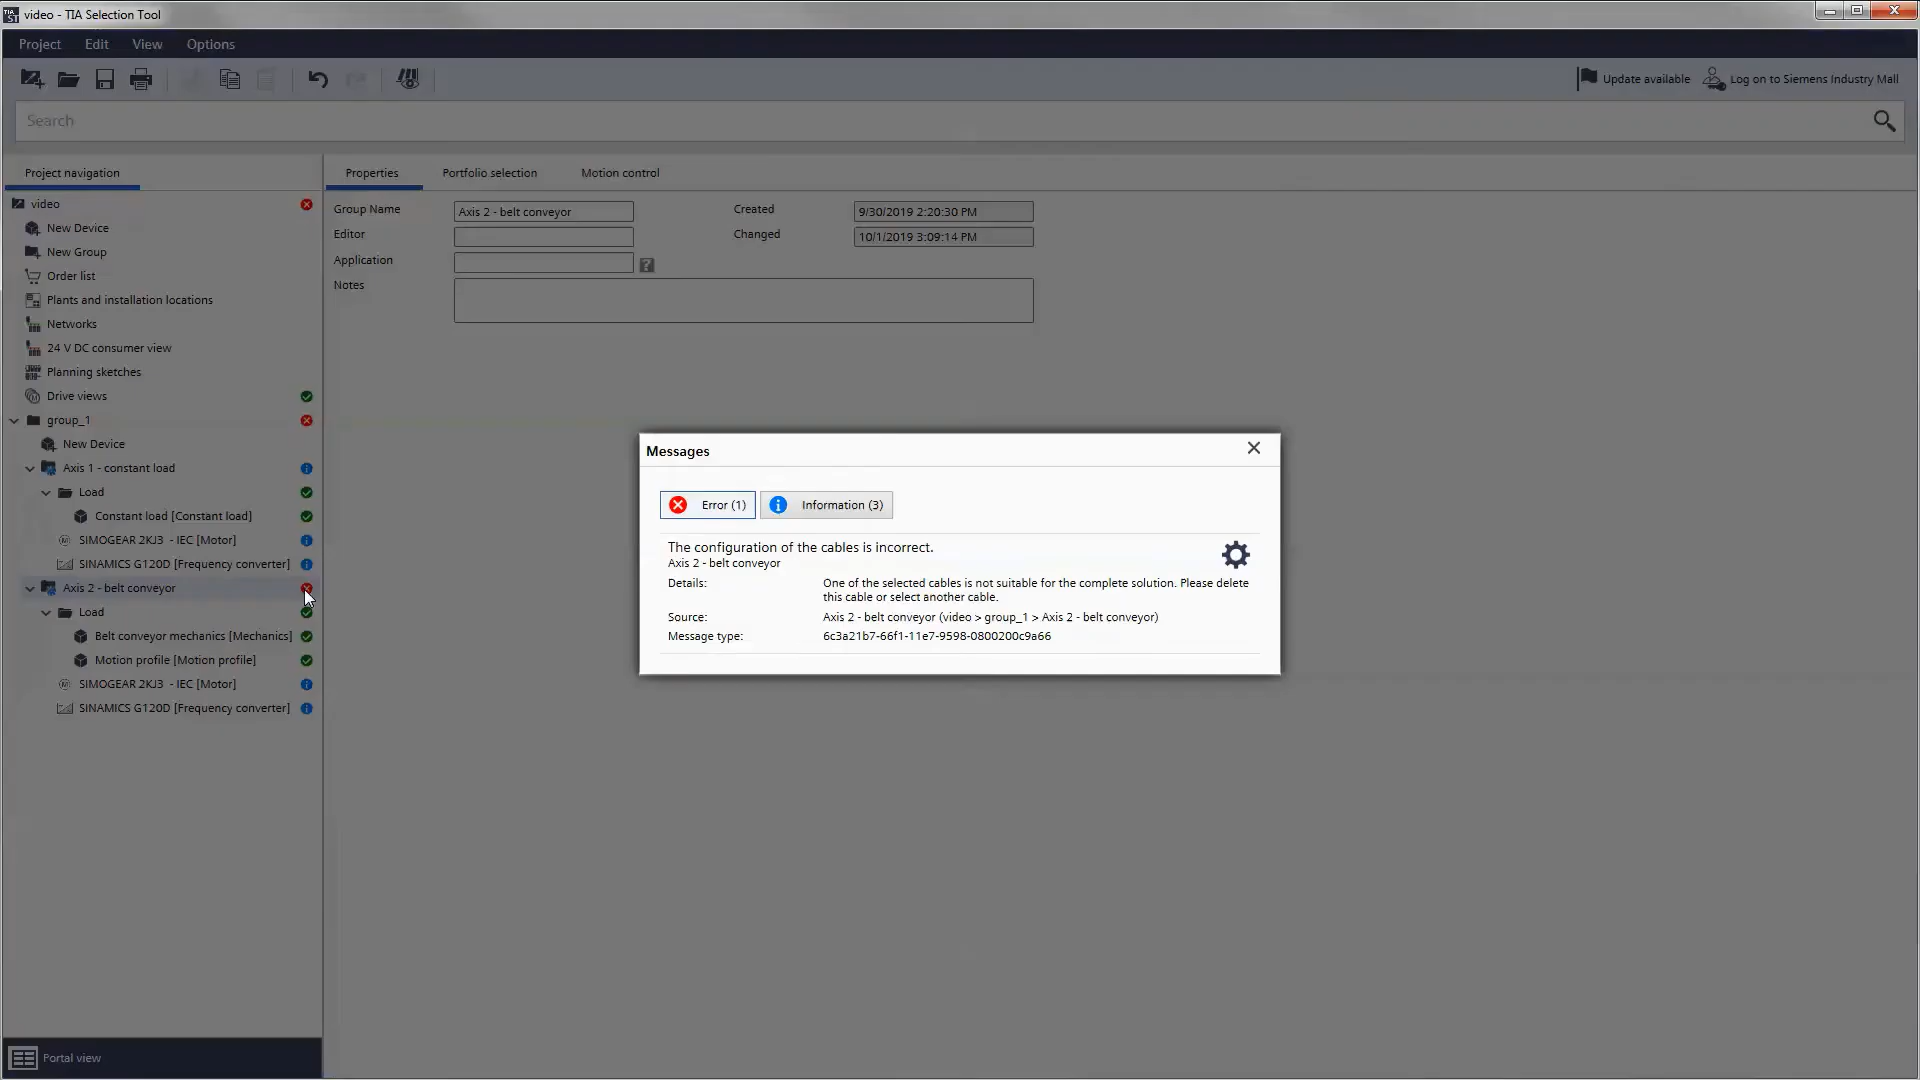 video - TIA Selection Tool
Project Edit View Options
Update available Log on to Siemens Industry Mall
Search
Project navigation
Properties Portfolio selection Motion control
video
New Device
New Group
Order list
Plants and installation locations
Networks
24 V DC consumer view
Planning sketches
Drive views
group_1
New Device
Axis 1 - constant load
Load
Constant load [Constant load]
SIMOGEAR 2KJ3 - IEC [Motor]
SINAMICS G120D [Frequency converter]
Axis 2 - belt conveyor
Load
Belt conveyor mechanics [Mechanics]
Motion profile [Motion profile]
SIMOGEAR 2KJ3 - IEC [Motor]
SINAMICS G120D [Frequency converter]
Portal view
Group Name Axis 2 - belt conveyor Created 9/30/2019 2:20:30 PM
Editor Changed 10/1/2019 3:09:14 PM
Application ?
Notes
Messages
Error (1) Information (3)
The configuration of the cables is incorrect.
Axis 2 - belt conveyor
Details: One of the selected cables is not suitable for the complete solution. Please delete
this cable or select another cable.
Source: Axis 2 - belt conveyor (video > group_1 > Axis 2 - belt conveyor)
Message type: 6c3a21b7-66f1-11e7-9598-0800200c9a66